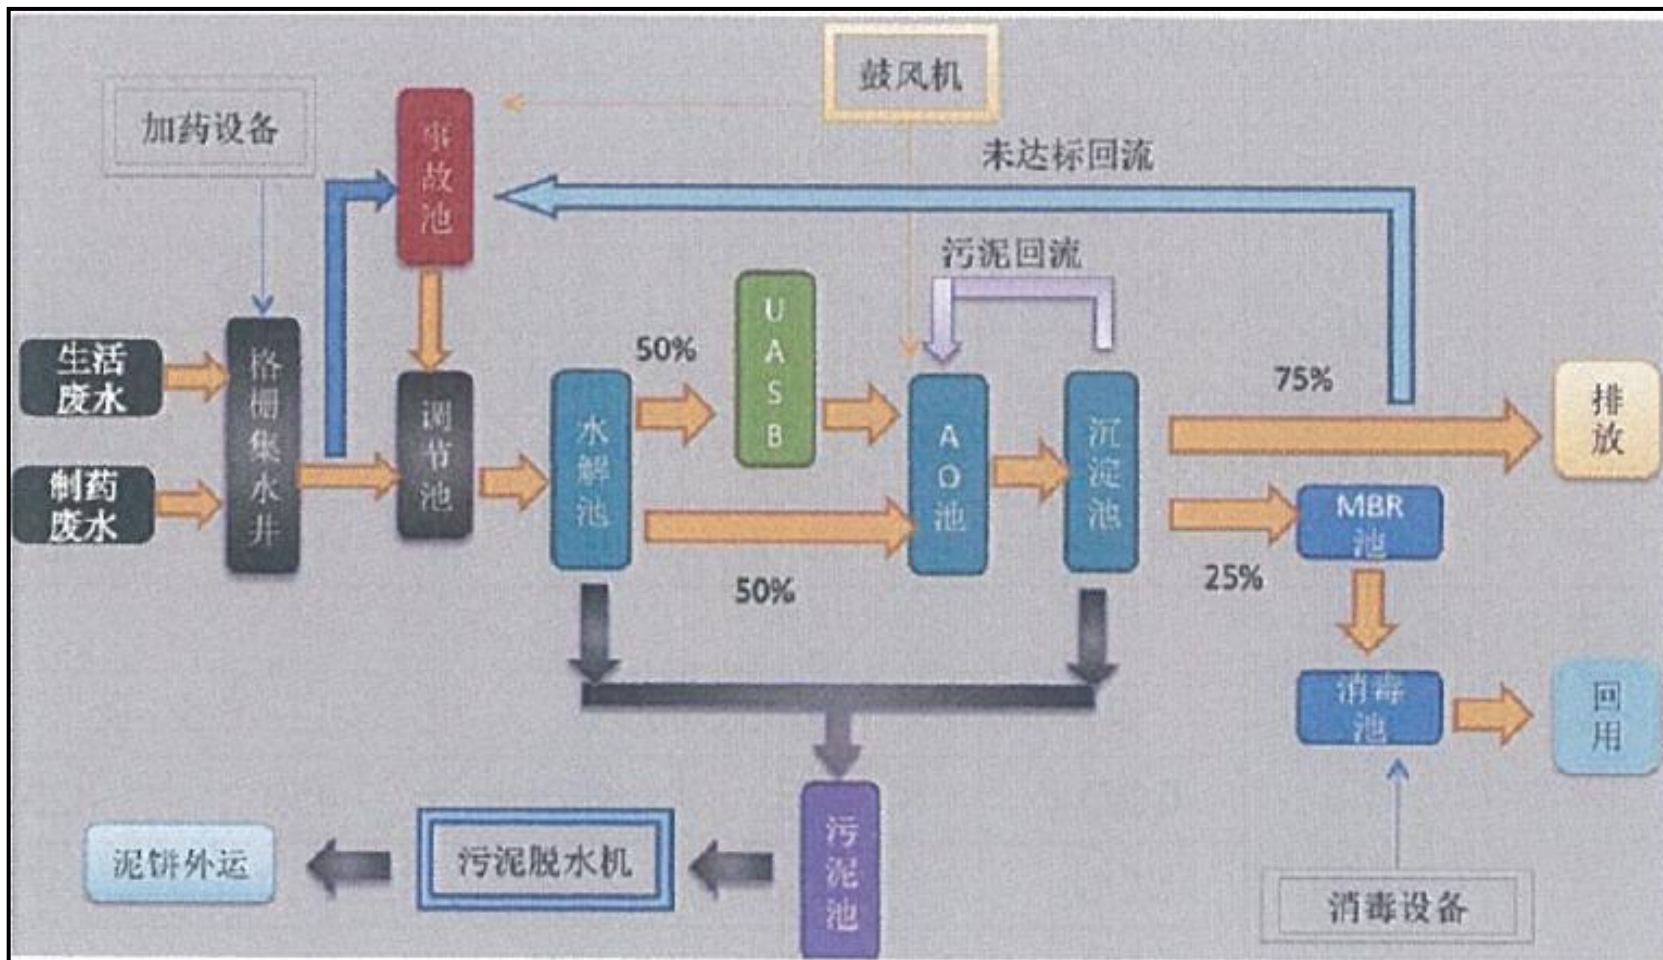 鼓风机
加药设备
事故池
未达标回流
污泥回流
生活
废水
制药
废水
格栅集水井
调节池
水解池
50%
UASB
50%
AO池
沉淀池
75%
排放
25%
MBR
池
消毒
池
回用
消毒设备
污泥池
污泥脱水机
泥饼外运